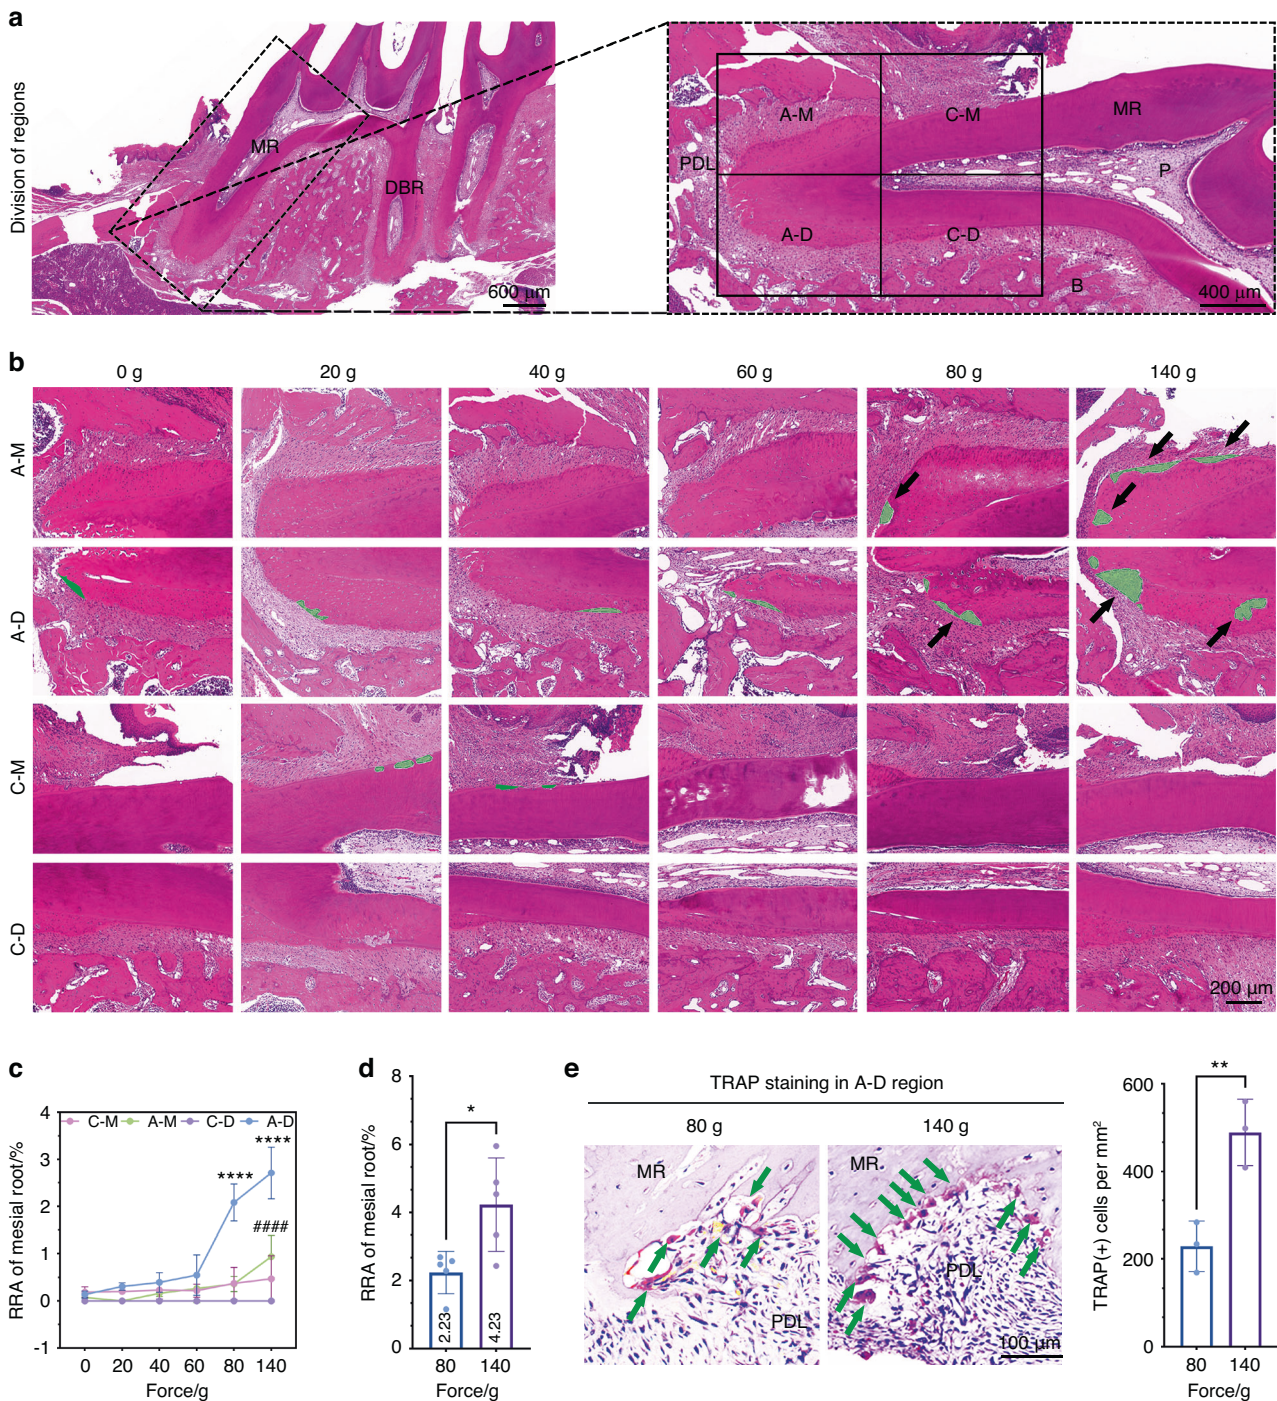 a
Division of regions
MR
DBR
600 μm
A-M
C-M
MR
PDL
P
A-D
C-D
B
400 μm
b
0 g
20 g
40 g
60 g
80 g
140 g
A-M
A-D
C-M
C-D
200 μm
c
RRA of mesial root/%
4
3
2
1
0
-1
C-M
A-M
C-D
A-D
****
****
####
0
20
40
60
80
140
Force/g
d
RRA of mesial root/%
8
6
4
2
0
*
2.23
4.23
80
140
Force/g
e
TRAP staining in A-D region
80 g
140 g
MR
PDL
MR
PDL
100 μm
TRAP(+) cells per mm²
600
400
200
0
**
80
140
Force/g